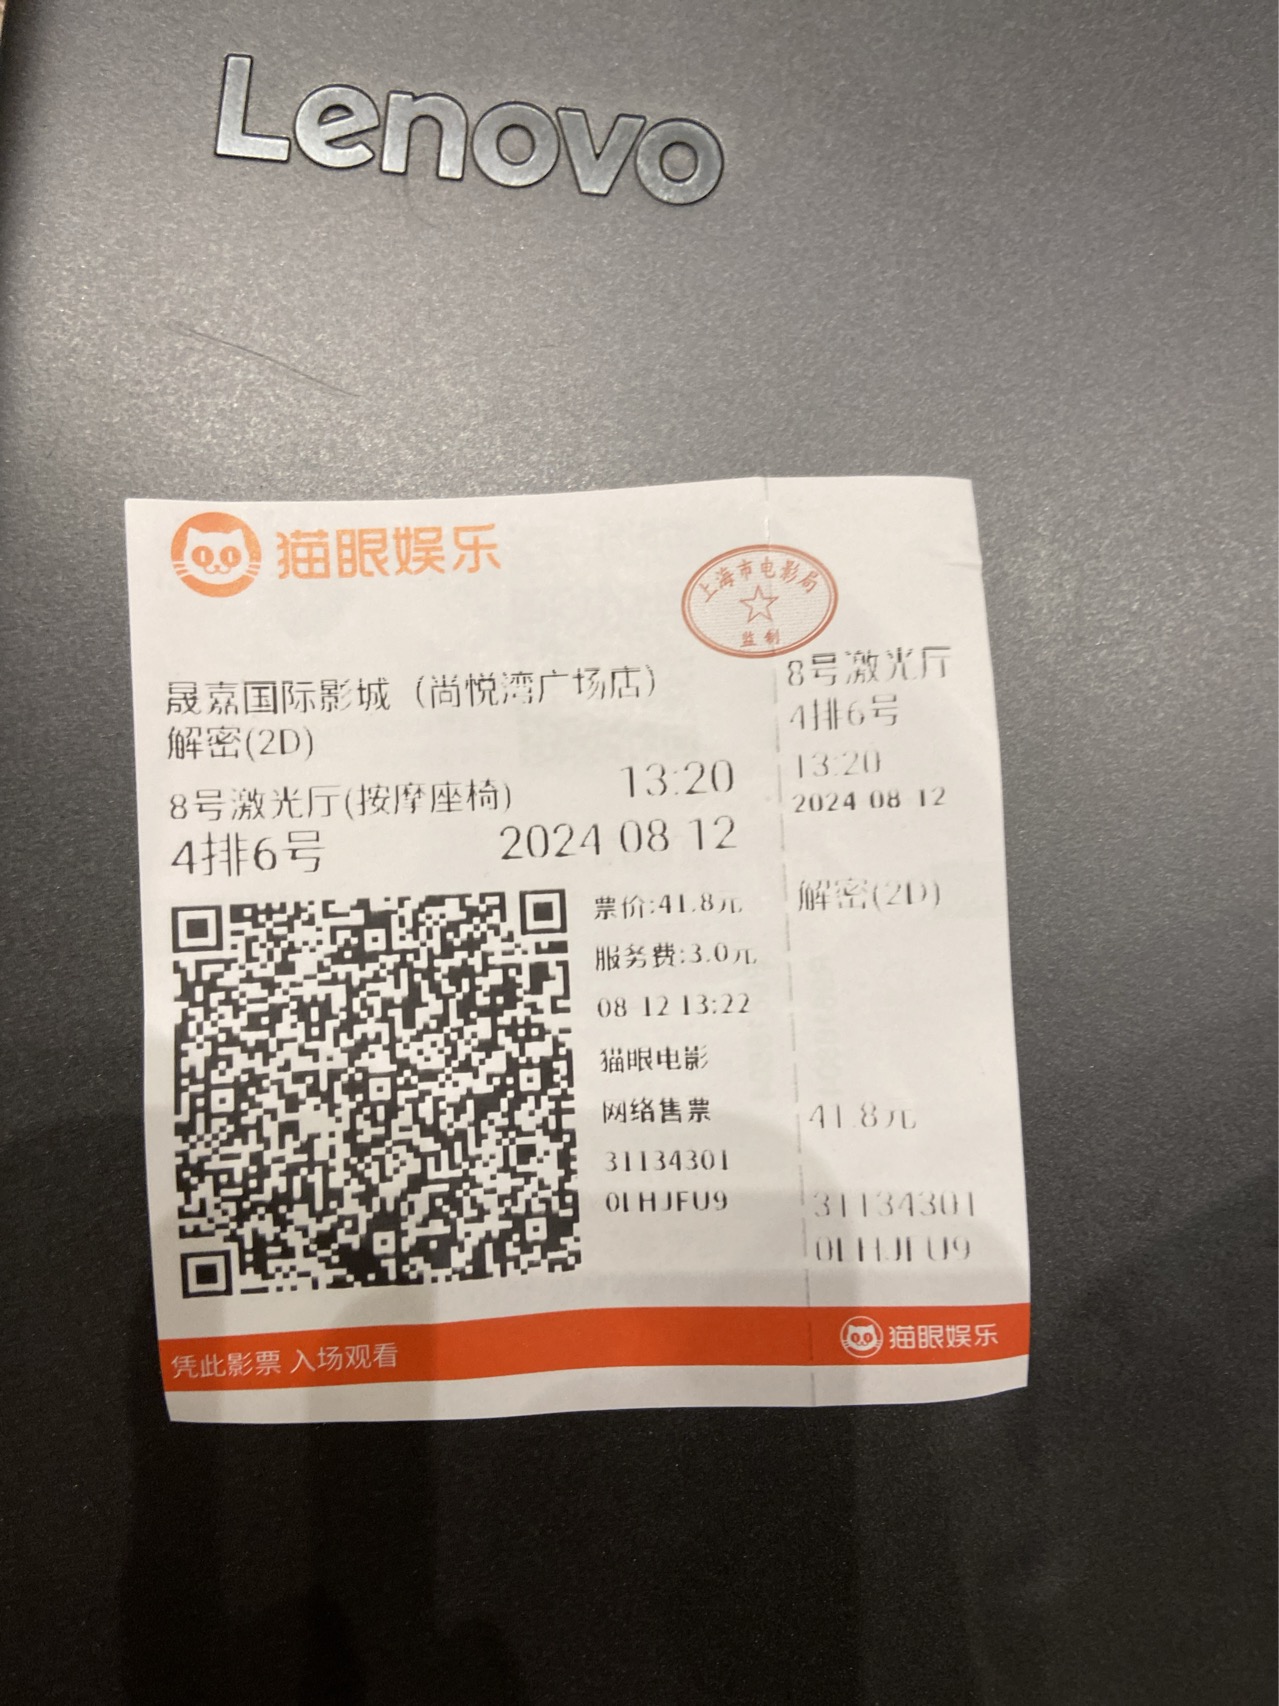 Lenovo
猫眼娱乐
上海市电影局
监制
晟嘉国际影城（尚悦湾广场店）
解密(2D)
8号激光厅(按摩座椅)
13:20
4排6号
2024 08 12
票价:41.8元
服务费:3.0元
08 12 13:22
猫眼电影
网络售票
31134301
0LHJFU9
8号激光厅
4排6号
13:20
2024 08 12
解密(2D)
41.8元
31134301
0LHJFU9
凭此影票 入场观看
猫眼娱乐